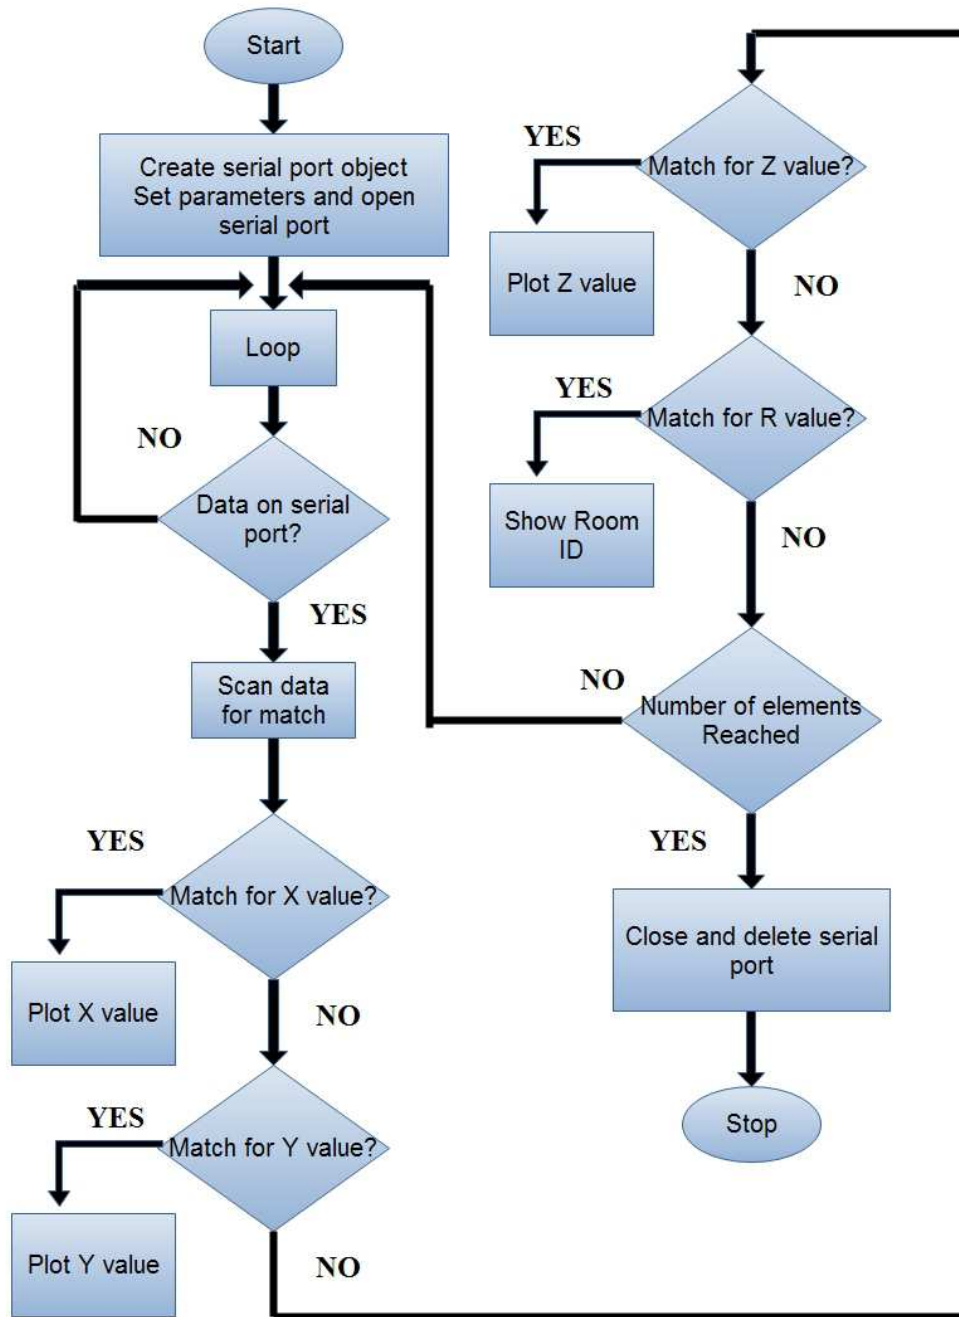 Start
Create serial port object
Set parameters and open
serial port
Loop
NO
Data on serial
port?
YES
Scan data
for match
YES
Match for X value?
Plot X value
NO
YES
Match for Y value?
Plot Y value
NO
YES
Match for Z value?
Plot Z value
NO
YES
Match for R value?
Show Room
ID
NO
NO
Number of elements
Reached
YES
Close and delete serial
port
Stop